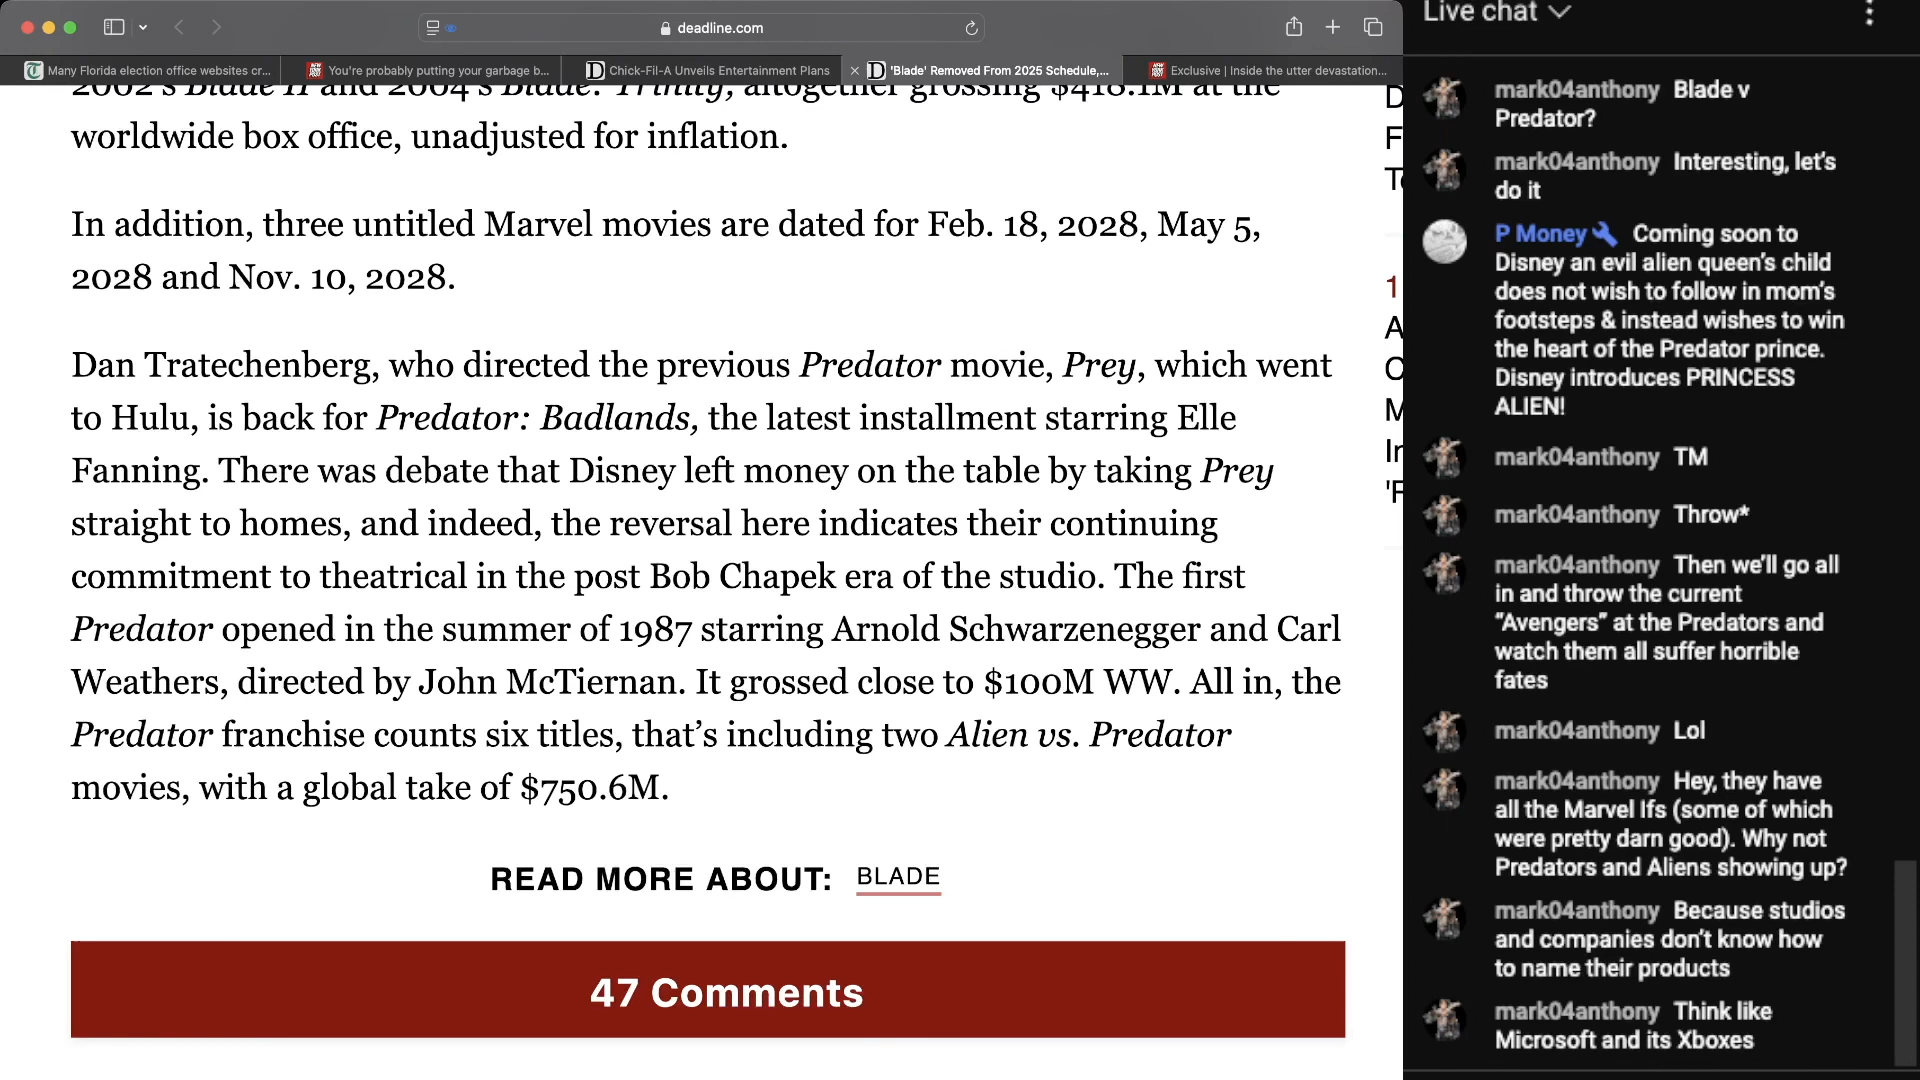 deadline.com
Many Florida election office websites cr...
You're probably putting your garbage b...
Chick-Fil-A Unveils Entertainment Plans
'Blade' Removed From 2025 Schedule,...
Exclusive | Inside the utter devastation...
2002's Blade II and 2004's Blade: Trinity, altogether grossing $418.1M at the
worldwide box office, unadjusted for inflation.
In addition, three untitled Marvel movies are dated for Feb. 18, 2028, May 5,
2028 and Nov. 10, 2028.
Dan Tratechenberg, who directed the previous Predator movie, Prey, which went
to Hulu, is back for Predator: Badlands, the latest installment starring Elle
Fanning. There was debate that Disney left money on the table by taking Prey
straight to homes, and indeed, the reversal here indicates their continuing
commitment to theatrical in the post Bob Chapek era of the studio. The first
Predator opened in the summer of 1987 starring Arnold Schwarzenegger and Carl
Weathers, directed by John McTiernan. It grossed close to $100M WW. All in, the
Predator franchise counts six titles, that’s including two Alien vs. Predator
movies, with a global take of $750.6M.
READ MORE ABOUT: BLADE
47 Comments
Live chat
mark04anthony Blade v
Predator?
mark04anthony Interesting, let's
do it
P Money Coming soon to
Disney an evil alien queen's child
does not wish to follow in mom's
footsteps & instead wishes to win
the heart of the Predator prince.
Disney introduces PRINCESS
ALIEN!
mark04anthony TM
mark04anthony Throw*
mark04anthony Then we'll go all
in and throw the current
“Avengers” at the Predators and
watch them all suffer horrible
fates
mark04anthony Lol
mark04anthony Hey, they have
all the Marvel Ifs (some of which
were pretty darn good). Why not
Predators and Aliens showing up?
mark04anthony Because studios
and companies don't know how
to name their products
mark04anthony Think like
Microsoft and its Xboxes